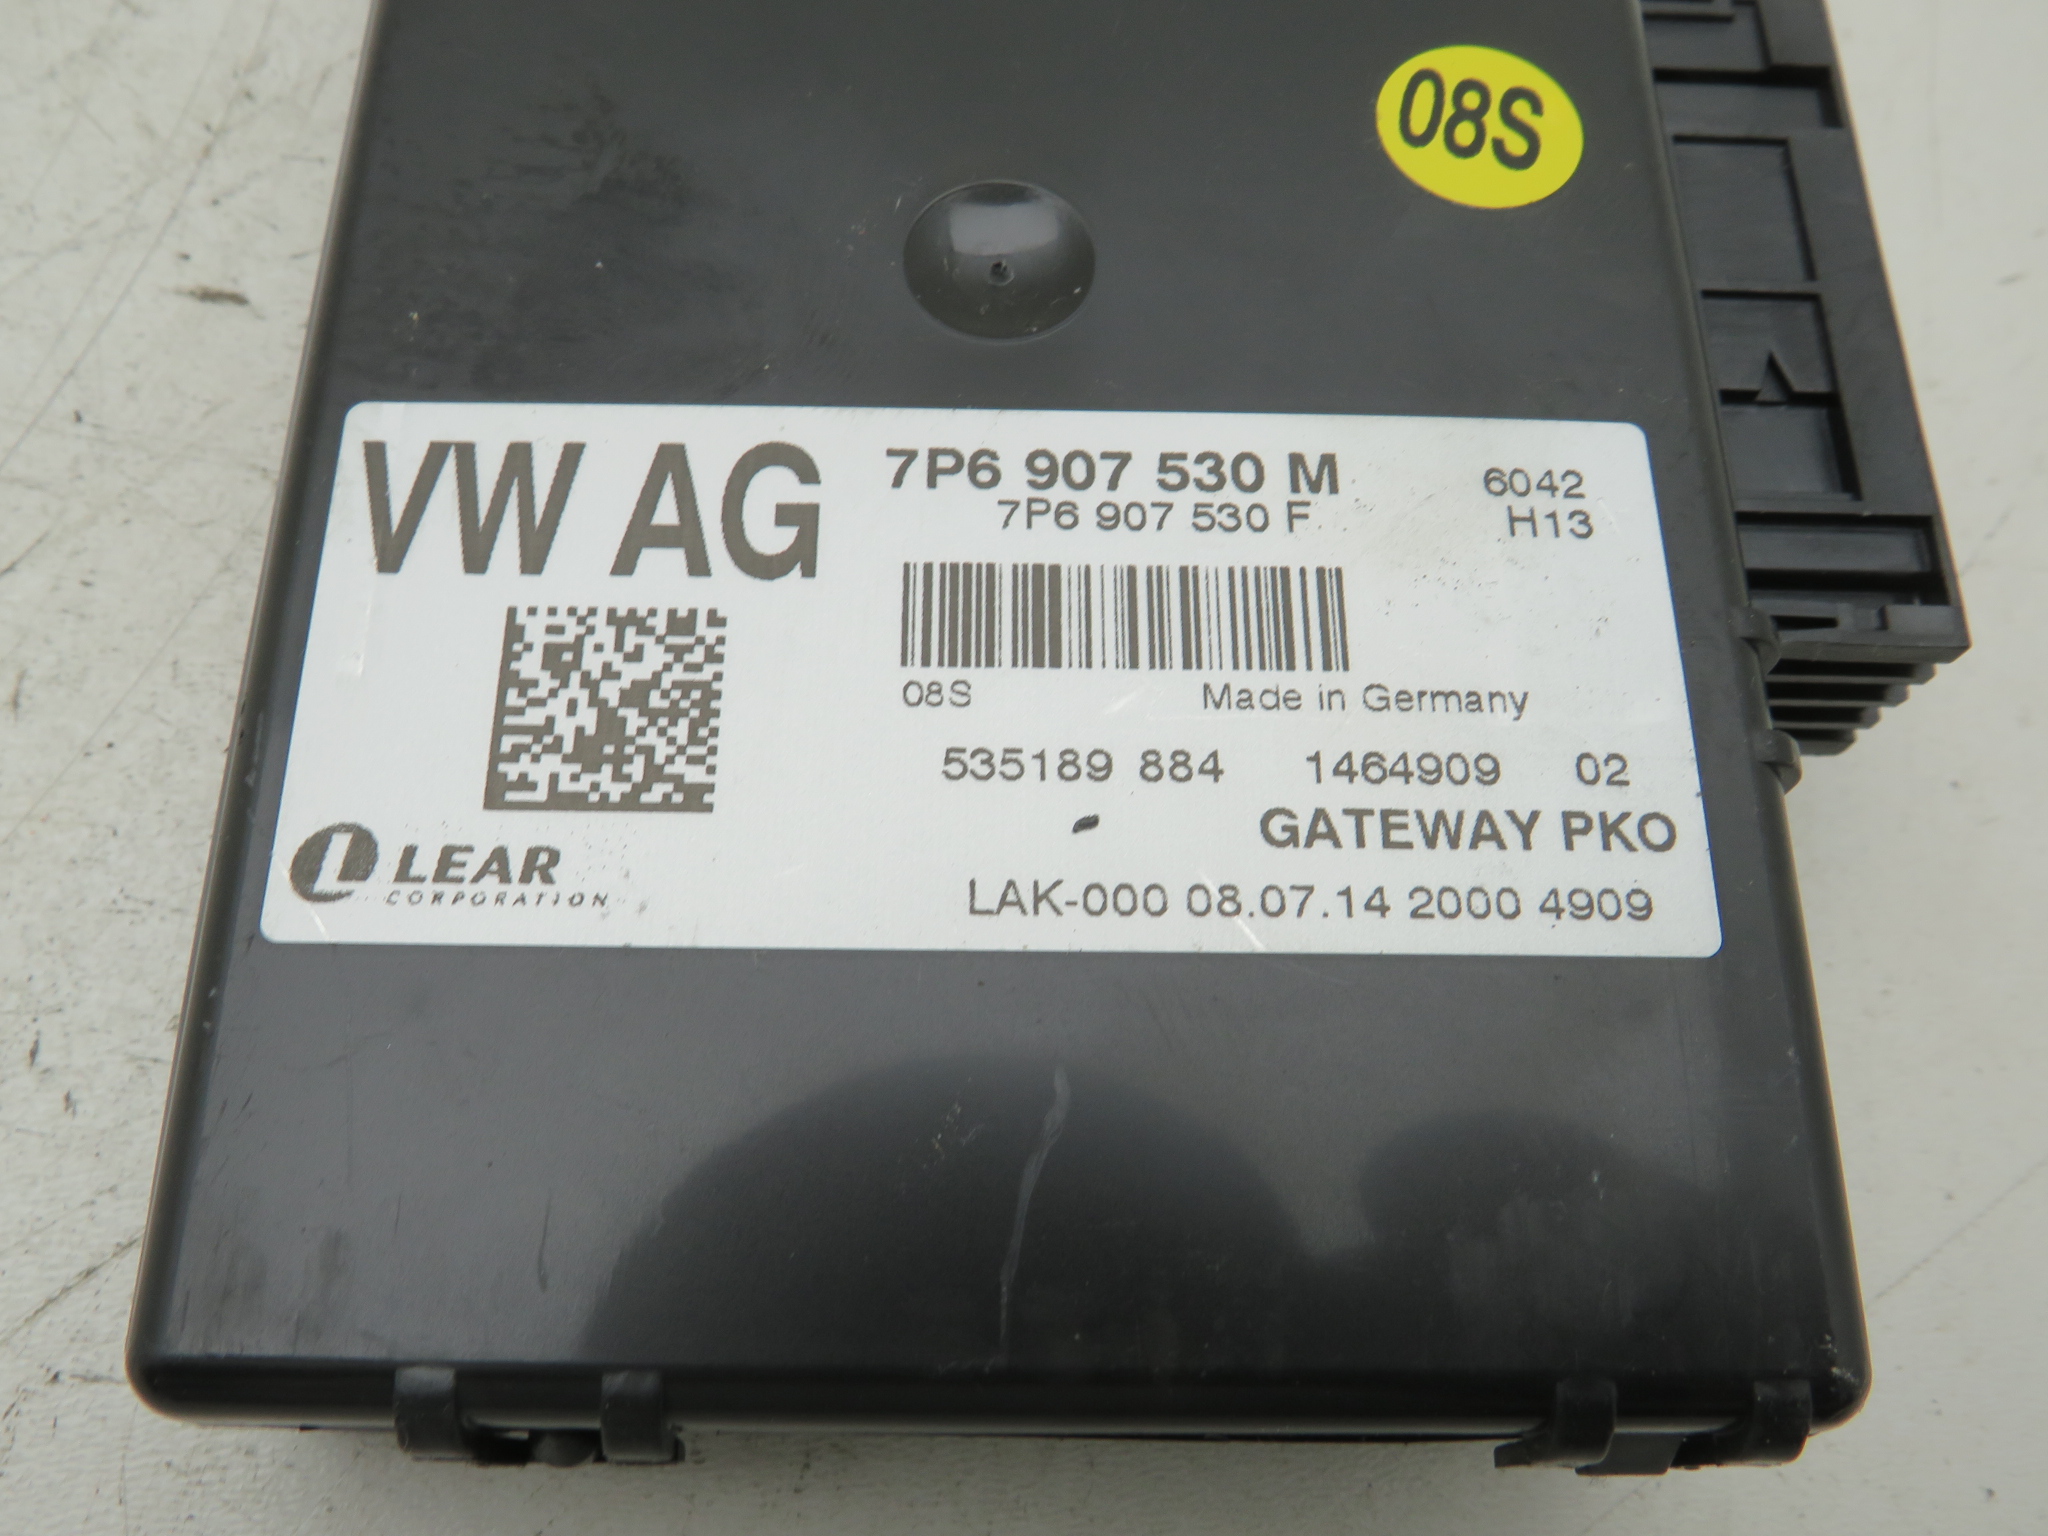 08S
VW AG
7P6 907 530 M
6042
7P6 907 530 F
H13
08S
Made in Germany
535189 884 1464909 02
GATEWAY PKO
LEAR
CORPORATION
LAK-000 08.07.14 2000 4909